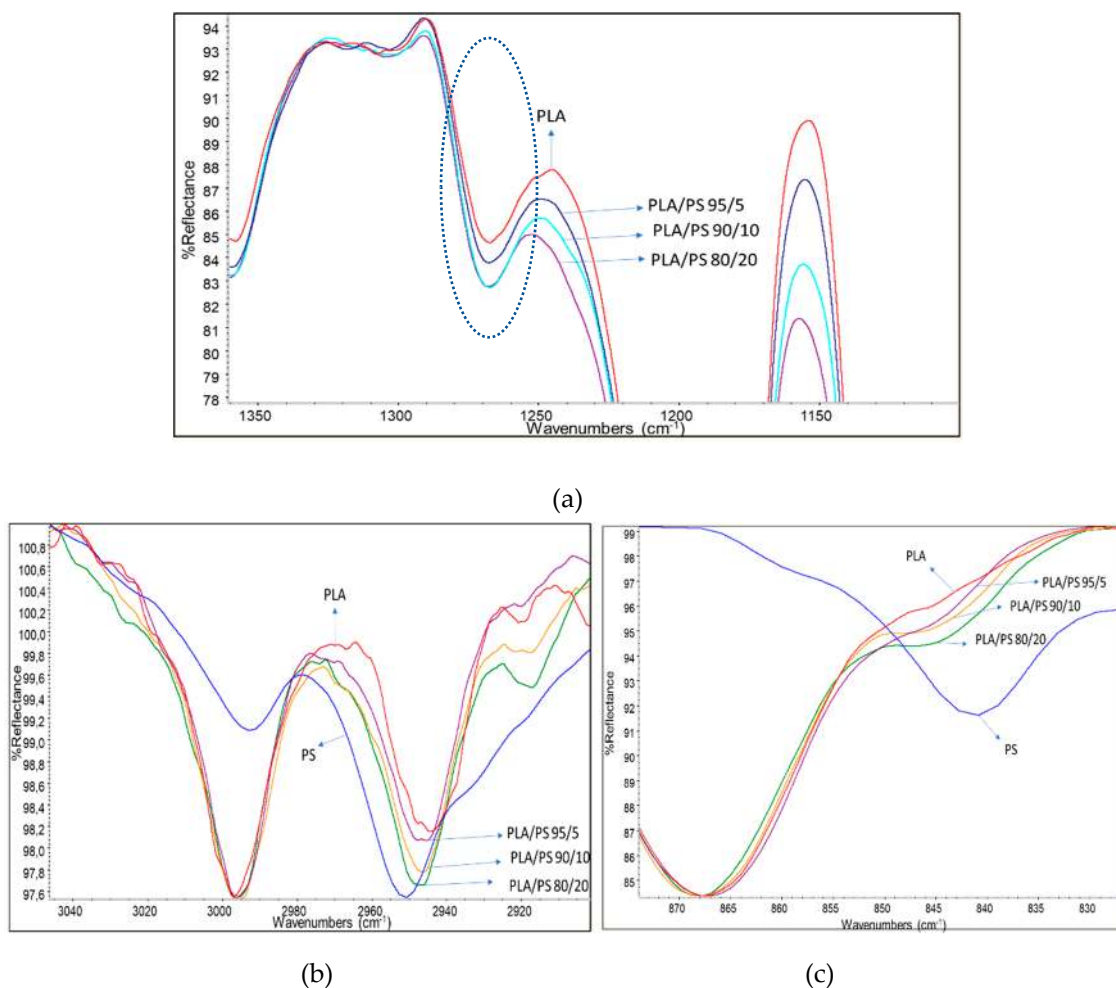 94
93
92
91
90
89
88
87
86
85
84
83
82
81
80
79
78
%Reflectance
PLA
PLA/PS 95/5
PLA/PS 90/10
PLA/PS 80/20
1350 1300 1250 1200 1150
Wavenumbers (cm⁻¹)
(a)
100,8
100,6
100,4
100,2
100,0
99,8
99,6
99,4
99,2
99,0
98,8
98,6
98,4
98,2
98,0
97,8
97,6
%Reflectance
PLA
PS
PLA/PS 95/5
PLA/PS 90/10
PLA/PS 80/20
3040 3020 3000 2980 2960 2940 2920
Wavenumbers (cm⁻¹)
(b)
99
98
97
96
95
94
93
92
91
90
89
88
87
86
85
%Reflectance
PLA
PLA/PS 95/5
PLA/PS 90/10
PLA/PS 80/20
PS
870 865 860 855 850 845 840 835 830
Wavenumbers (cm⁻¹)
(c)